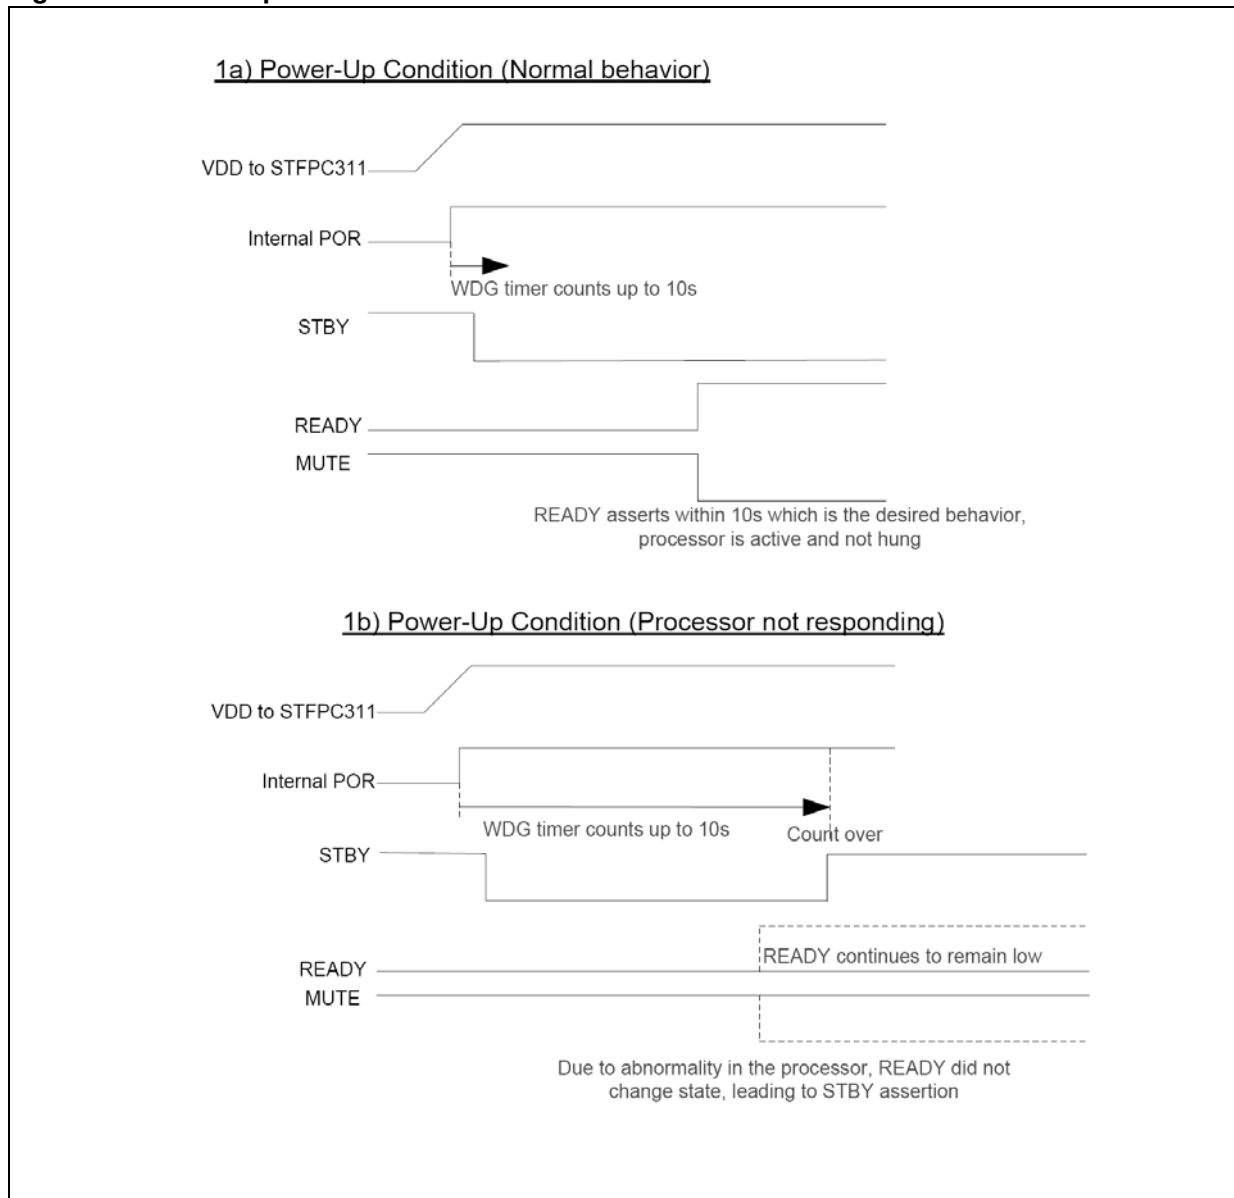 1a) Power-Up Condition (Normal behavior)
VDD to STFPC311
Internal POR
WDG timer counts up to 10s
STBY
READY
MUTE
READY asserts within 10s which is the desired behavior,
processor is active and not hung
1b) Power-Up Condition (Processor not responding)
VDD to STFPC311
Internal POR
WDG timer counts up to 10s
Count over
STBY
READY continues to remain low
READY
MUTE
Due to abnormality in the processor, READY did not
change state, leading to STBY assertion